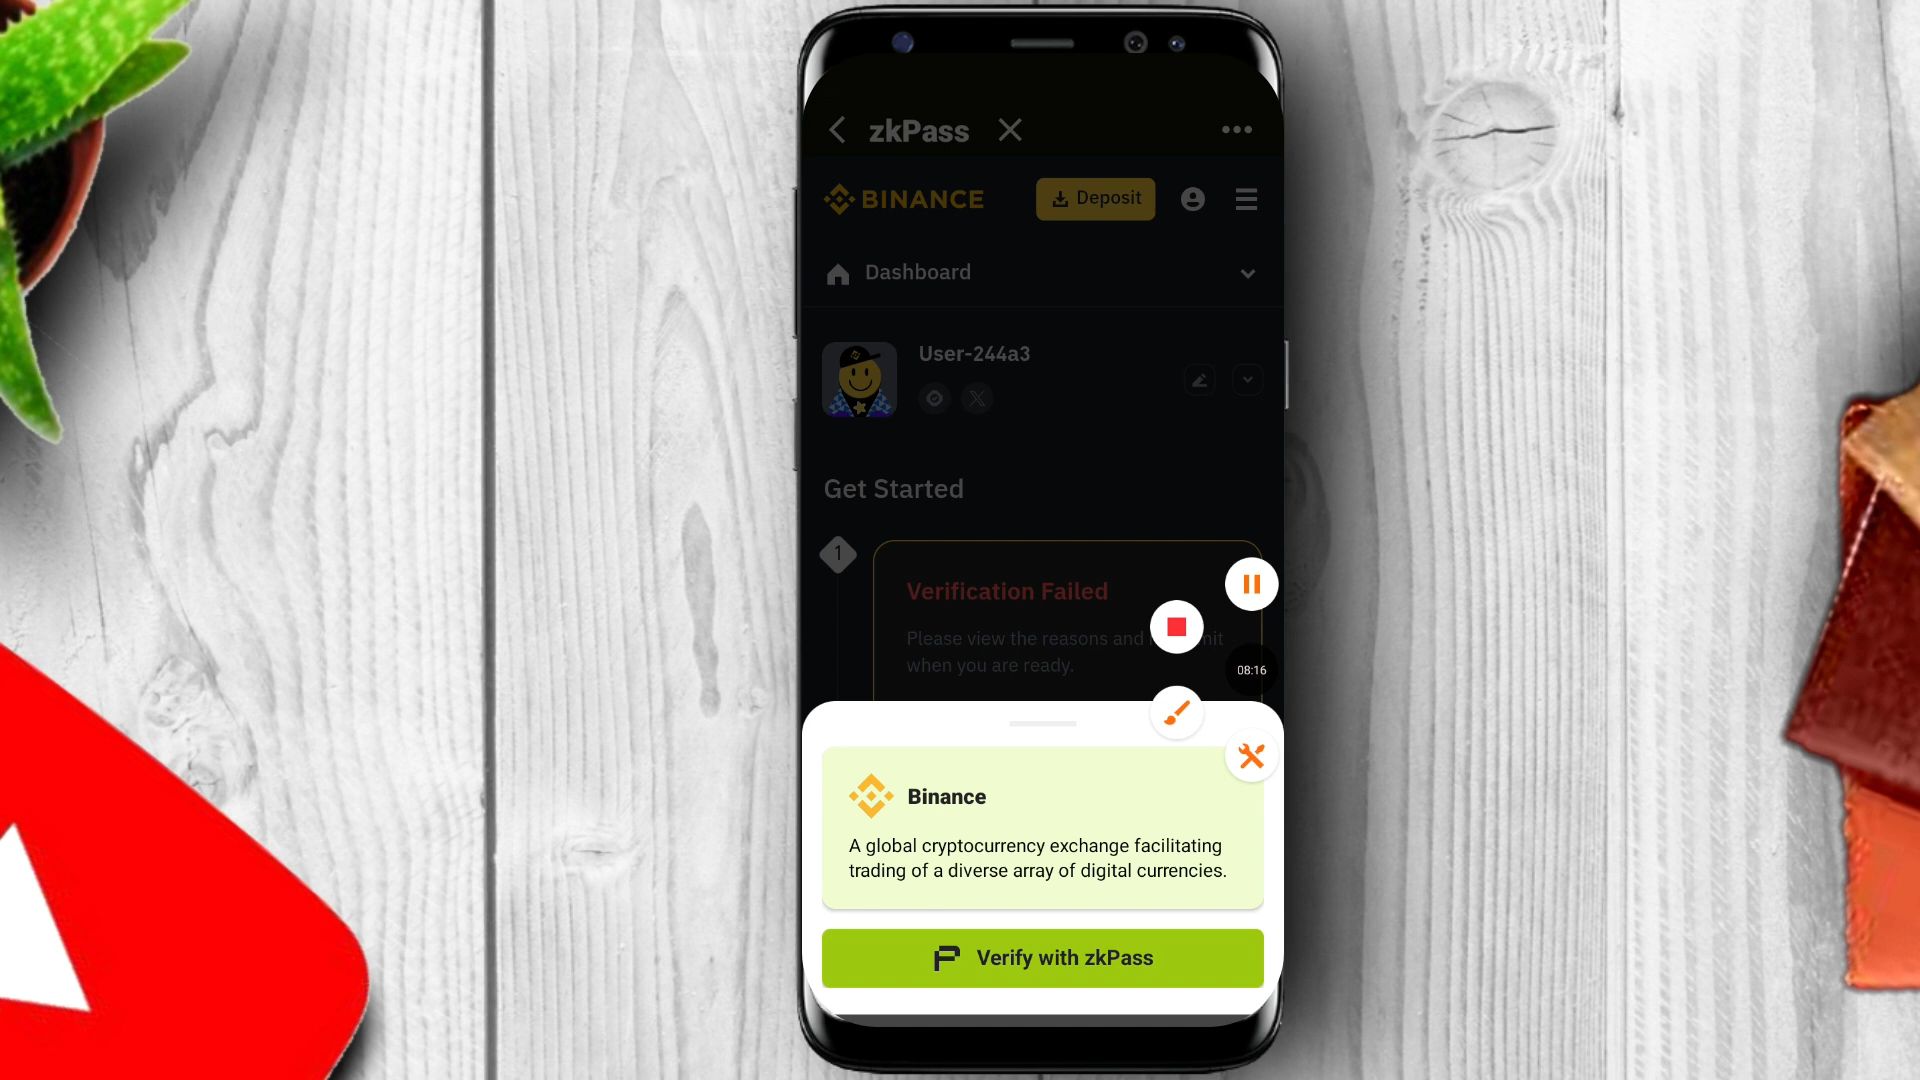 zkPass
BINANCE
Deposit
Dashboard
User-244a3
Get Started
1
Verification Failed
Please view the reasons and
when you are ready.
08:16
Binance
A global cryptocurrency exchange facilitating
trading of a diverse array of digital currencies.
Verify with zkPass